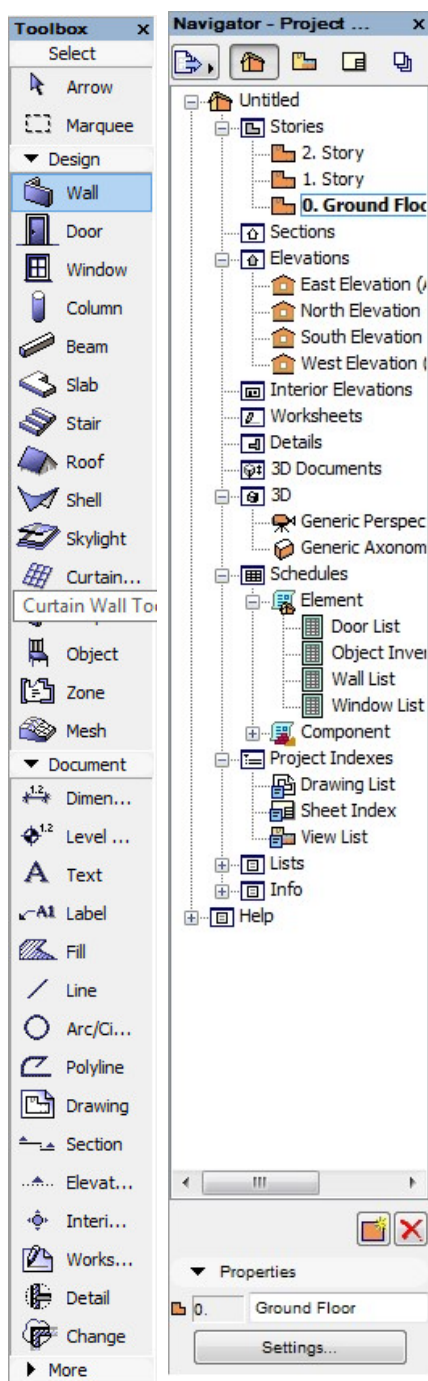 Toolbox x
Select
Arrow
Marquee
Design
Wall
Door
Window
Column
Beam
Slab
Stair
Roof
Shell
Skylight
Curtain...
Curtain Wall To
Object
Zone
Mesh
Document
1.2 Dimen...
1.2 Level ...
A Text
A1 Label
Fill
Line
Arc/Ci...
Polyline
Drawing
Section
Elevat...
Interi...
Works...
Detail
Change
More
Navigator - Project ... x
Untitled
Stories
2. Story
1. Story
0. Ground Floo
Sections
Elevations
East Elevation (A
North Elevation
South Elevation
West Elevation (
Interior Elevations
Worksheets
Details
3D Documents
3D
Generic Perspec
Generic Axonom
Schedules
Element
Door List
Object Inver
Wall List
Window List
Component
Project Indexes
Drawing List
Sheet Index
View List
Lists
Info
Help
Properties
0. Ground Floor
Settings...